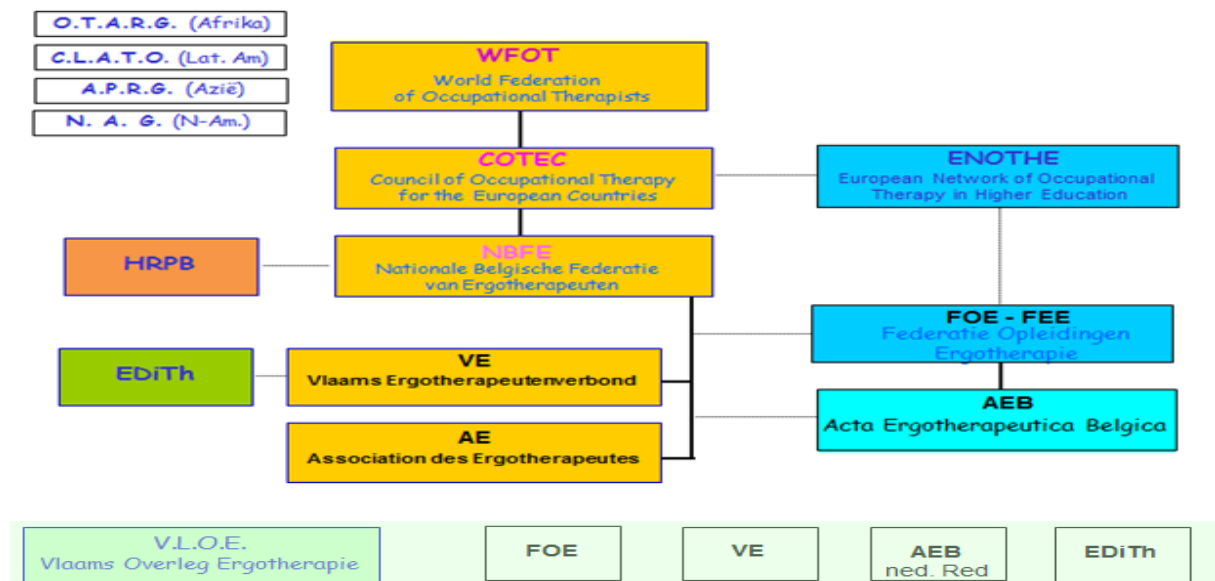 O.T.A.R.G. (Afrika)
C.L.A.T.O. (Lat. Am)
A.P.R.G. (Azië)
N. A. G. (N-Am.)
WFOT
World Federation
of Occupational Therapists
COTEC
Council of Occupational Therapy
for the European Countries
ENOTHE
European Network of Occupational
Therapy in Higher Education
HRPB
NBFE
Nationale Belgische Federatie
van Ergotherapeuten
FOE - FEE
Federatie Opleidingen
Ergotherapie
EDiTh
VE
Vlaams Ergotherapeutenverbond
AEB
Acta Ergotherapeutica Belgica
AE
Association des Ergotherapeutes
V.L.O.E.
Vlaams Overleg Ergotherapie
FOE
VE
AEB
ned. Red
EDiTh